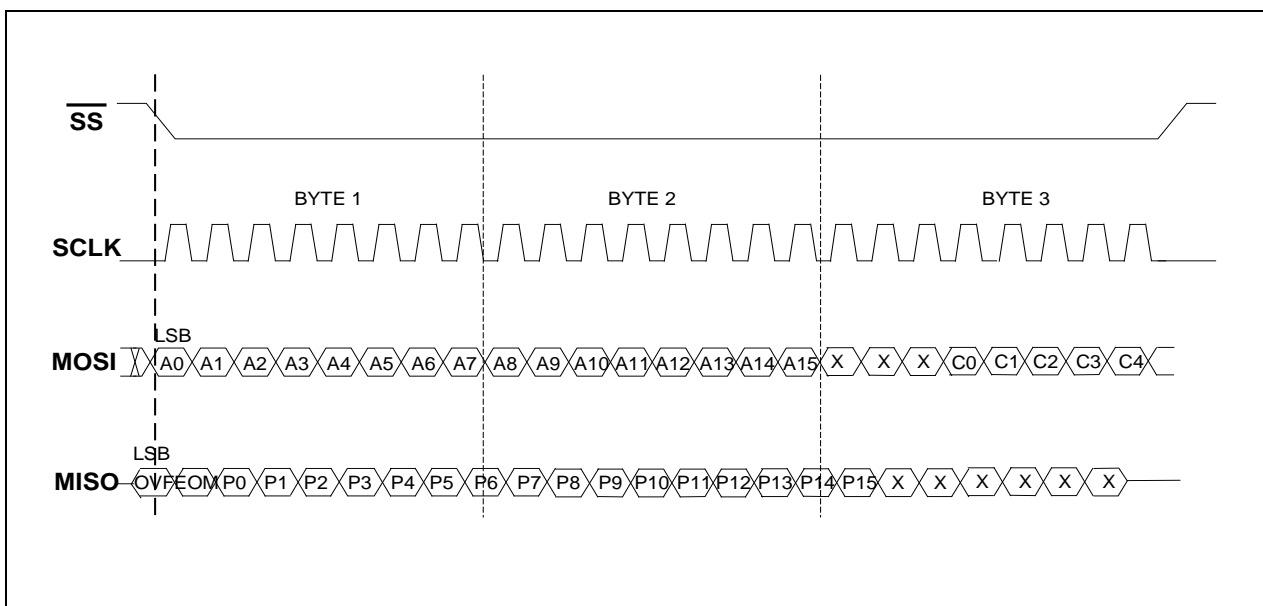 SS
BYTE 1 BYTE 2 BYTE 3
SCLK
LSB
MOSI A0 A1 A2 A3 A4 A5 A6 A7 A8 A9 A10 A11 A12 A13 A14 A15 X X X C0 C1 C2 C3 C4
LSB
MISO OVF EOM P0 P1 P2 P3 P4 P5 P6 P7 P8 P9 P10 P11 P12 P13 P14 P15 X X X X X X